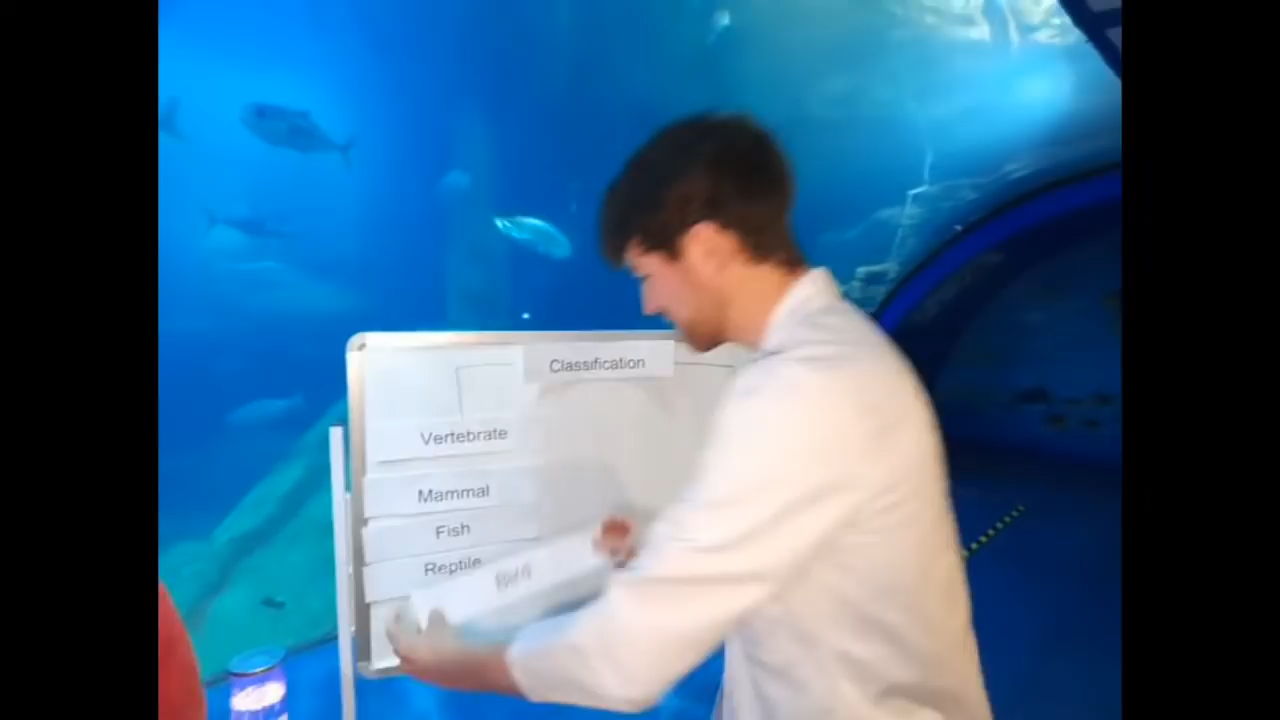 Classification
Vertebrate
Mammal
Fish
Reptile